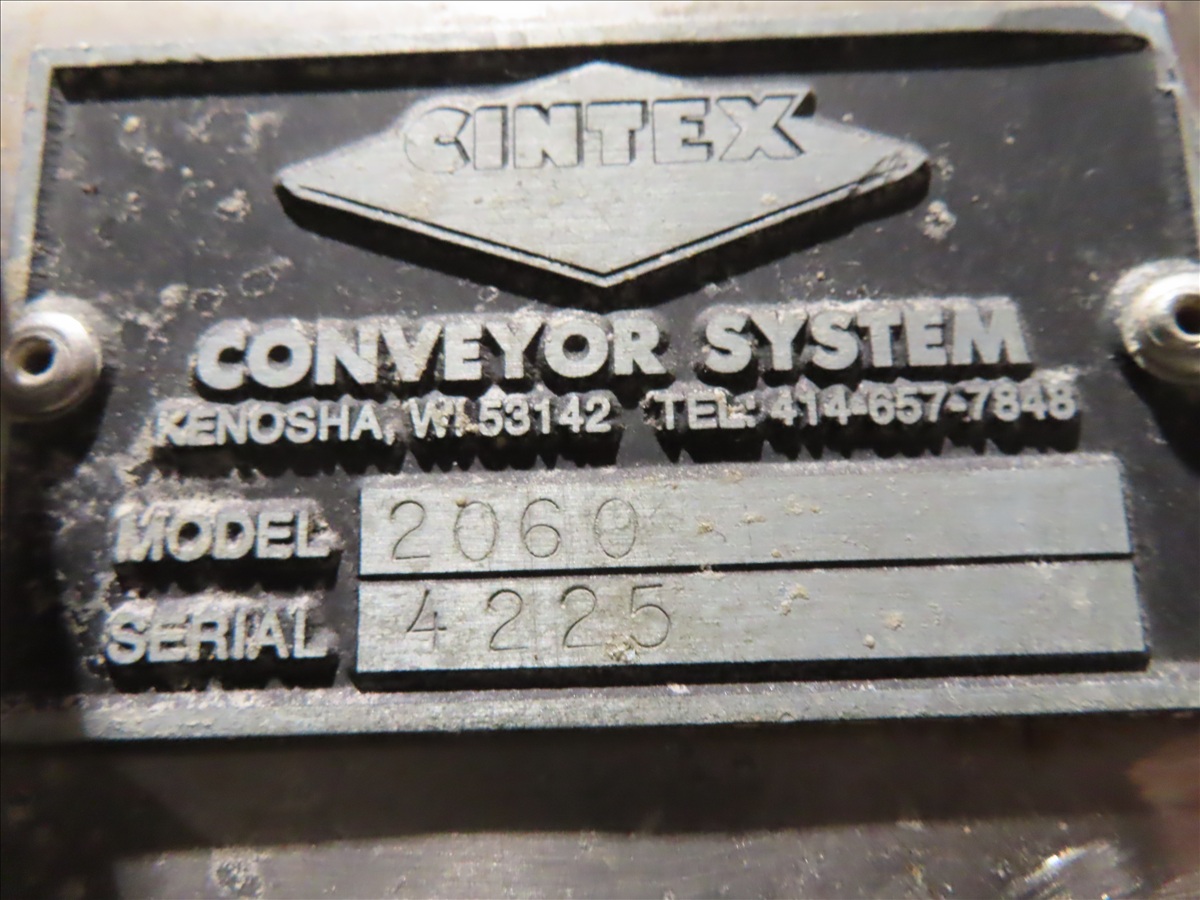 CINTEX
CONVEYOR SYSTEM
KENOSHA, WI 53142 TEL: 414-657-7848
MODEL 2060
SERIAL 4225